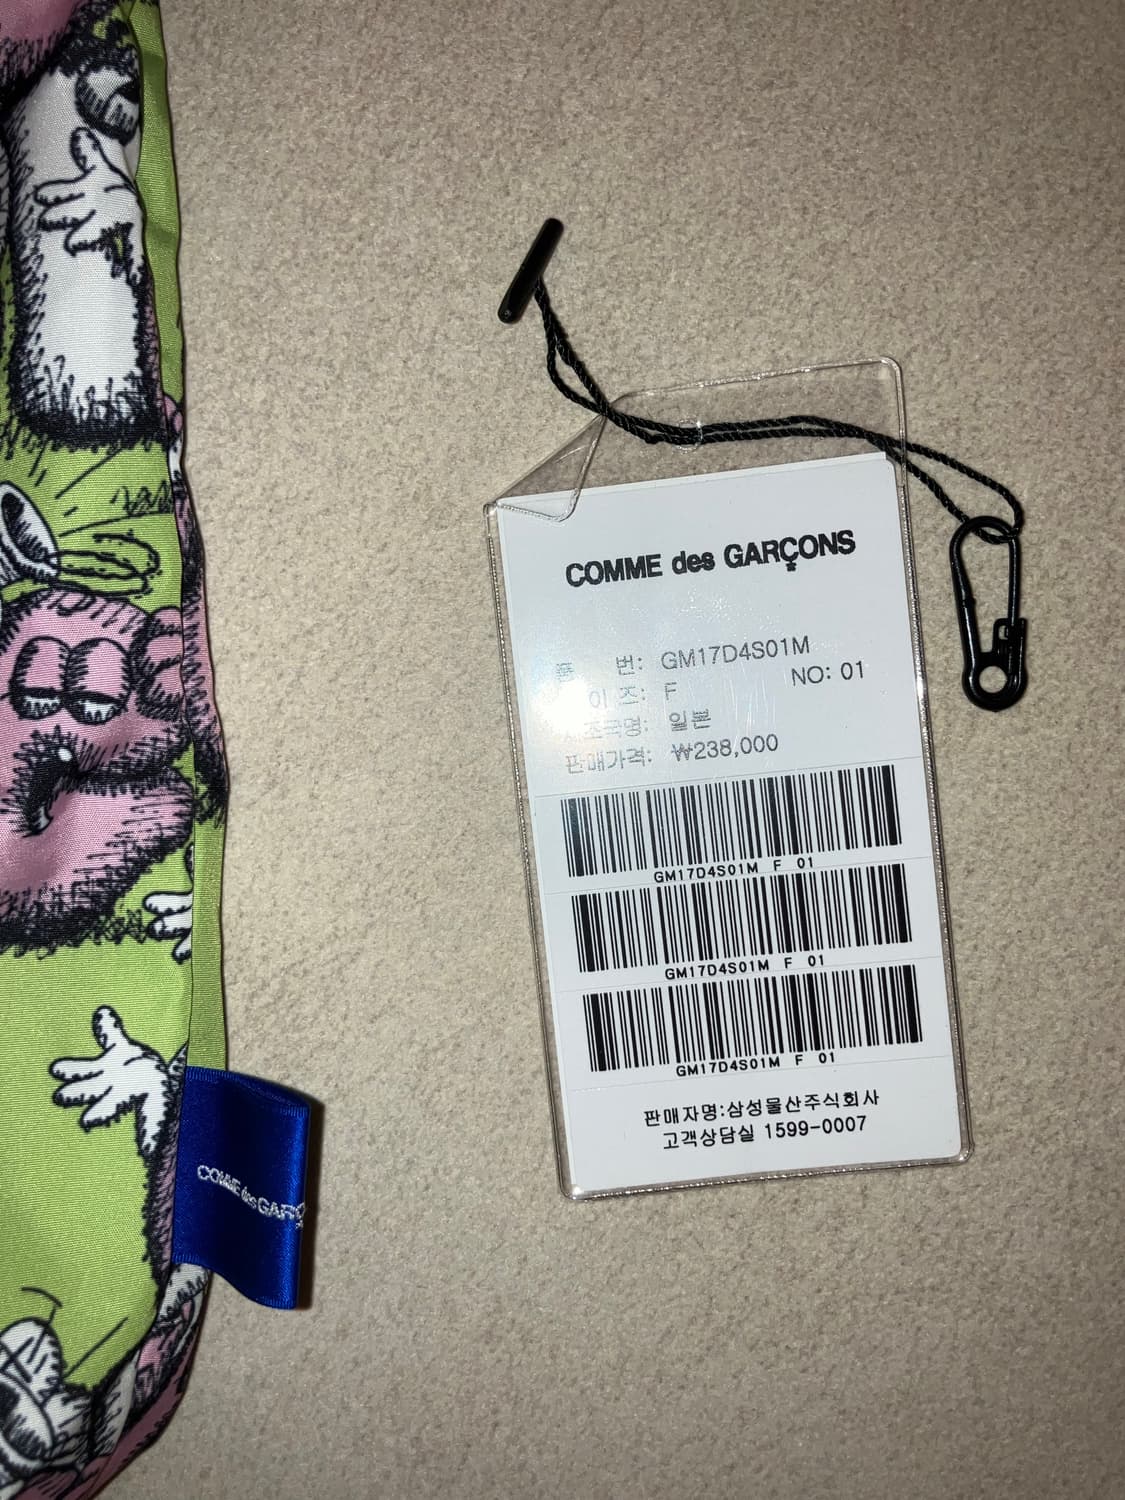 COMME des GARÇONS
품 번: GM17D4S01M
NO: 01
이 즈: F
조국명: 일본
판매가격: ₩238,000
GM17D4S01M F 01
GM17D4S01M F 01
GM17D4S01M F 01
판매자명:삼성물산주식회사
고객상담실 1599-0007
COMME des GARÇ